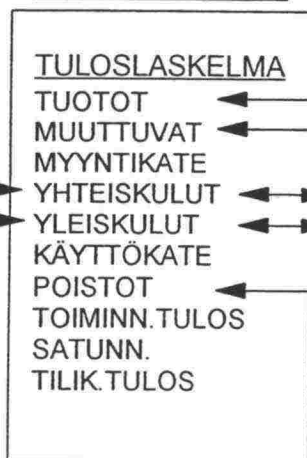 TULOSLASKELMA
TUOTOT
MUUTTUVAT
MYYNTIKATE
YHTEISKULUT
YLEISKULUT
KÄYTTÖKATE
POISTOT
TOIMINN.TULOS
SATUNN.
TILIK.TULOS